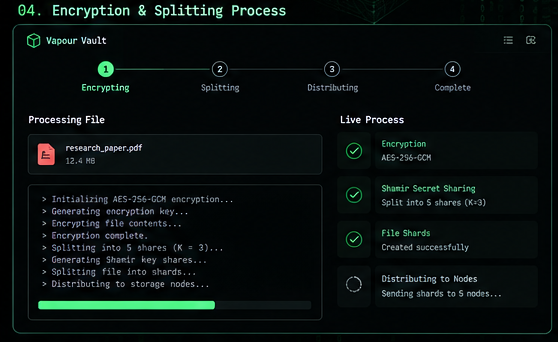 04. Encryption & Splitting Process
Vapour Vault
1
2
3
4
Encrypting
Splitting
Distributing
Complete
Processing File
research_paper.pdf
12.4 MB
> Initializing AES-256-GCM encryption...
> Generating encryption key...
> Encrypting file contents...
> Encryption complete.
> Splitting into 5 shares (K = 3)...
> Generating Shamir key shares...
> Splitting file into shards...
> Distributing to storage nodes...
Live Process
Encryption
AES-256-GCM
Shamir Secret Sharing
Split into 5 shares (K=3)
File Shards
Created successfully
Distributing to Nodes
Sending shards to 5 nodes...